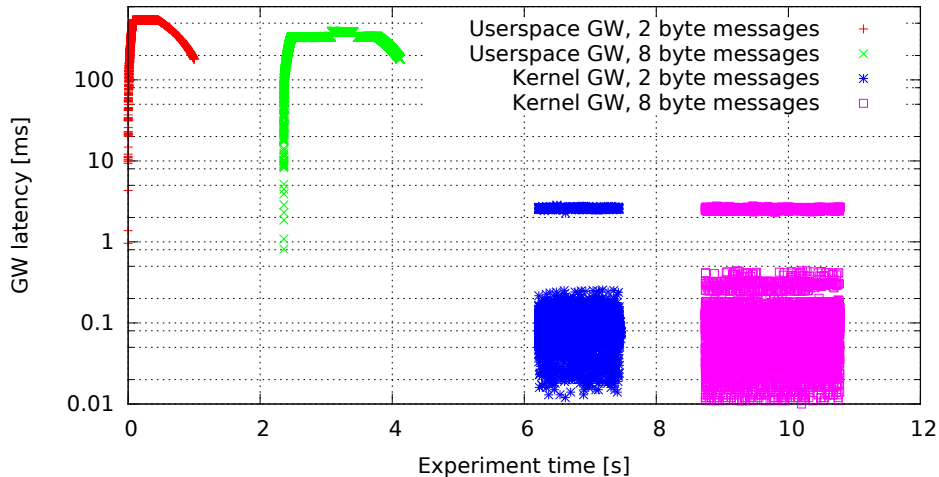 Userspace GW, 2 byte messages
Userspace GW, 8 byte messages
Kernel GW, 2 byte messages
Kernel GW, 8 byte messages
GW latency [ms]
100
10
1
0.1
0.01
0 2 4 6 8 10 12
Experiment time [s]